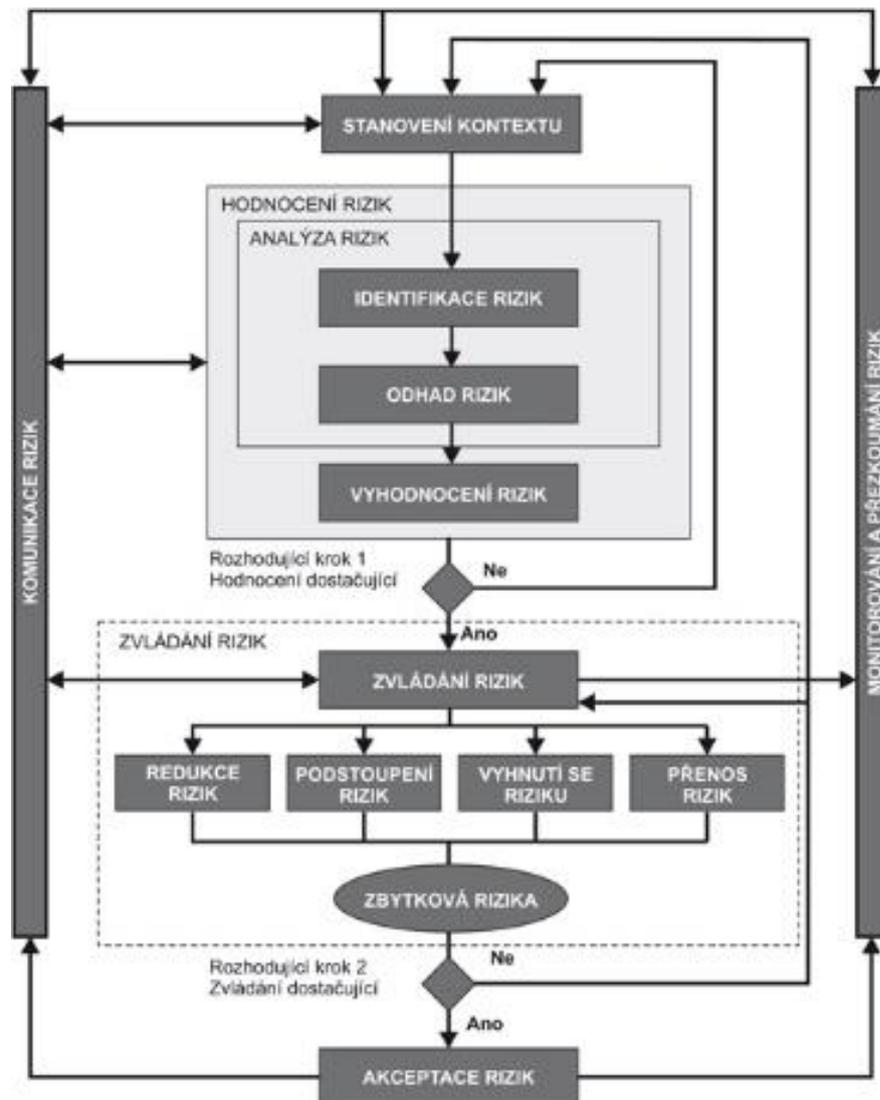 STANOVENÍ KONTEXTU
HODNOCENÍ RIZIK
ANALÝZA RIZIK
IDENTIFIKACE RIZIK
ODHAD RIZIK
VYHODNOCENÍ RIZIK
KOMUNIKACE RIZIK
MONITOROVÁNÍ A PŘEZKOUMÁNÍ RIZIK
Rozhodující krok 1
Hodnocení dostačující
Ne
Ano
ZVLÁDÁNÍ RIZIK
ZVLÁDÁNÍ RIZIK
REDUKCE
RIZIK
PODSTOUPENÍ
RIZIK
VYHNUTÍ SE
RIZIKU
PŘENOS
RIZIK
ZBYTKOVÁ RIZIKA
Rozhodující krok 2
Zvládání dostačující
Ne
Ano
AKCEPTACE RIZIK